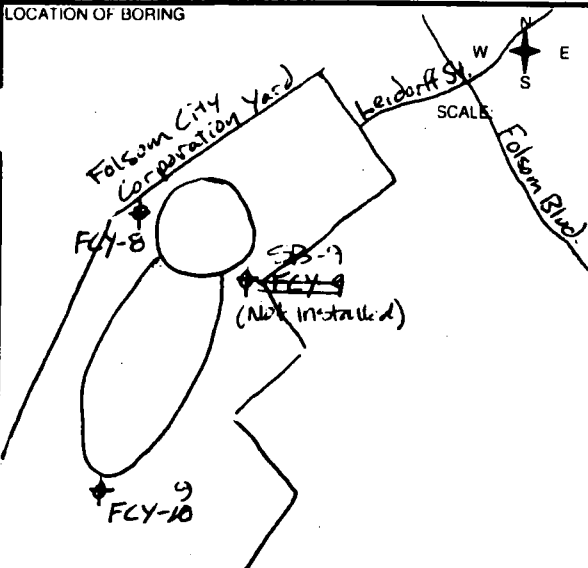 LOCATION OF BORING
N
W E
S
SCALE:
Leidorff St.
Folsom Blvd.
Folsom City
Corporation Yard
FCY-8
SB-9
FCY-9
(Not Installed)
9
FCY-10